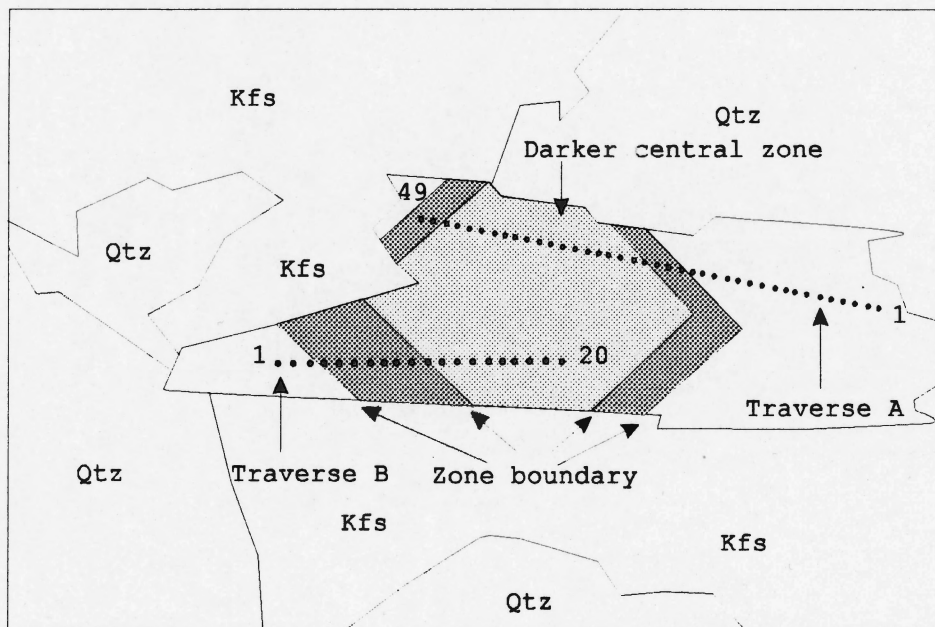 Kfs
Qtz
Darker central zone
49
Qtz
Kfs
1
1
20
Traverse A
Traverse B
Zone boundary
Qtz
Kfs
Kfs
Qtz